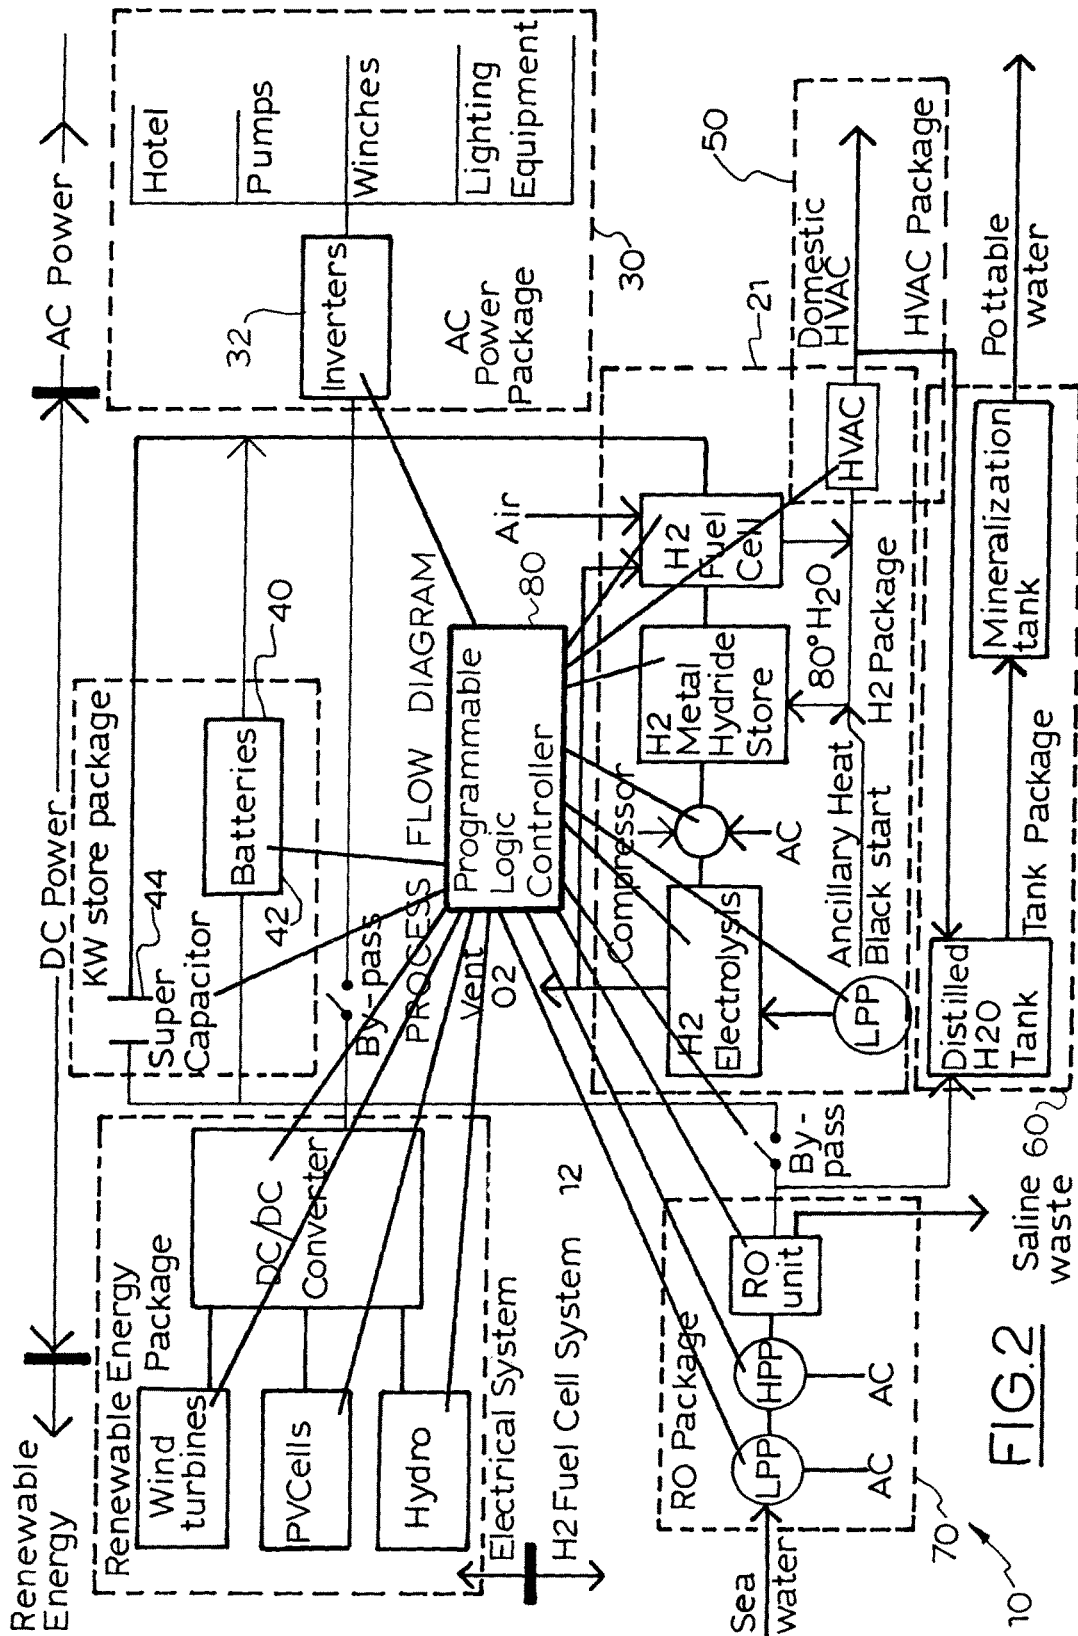 Renewable
Energy
DC Power
AC Power
Renewable Energy
Package
Wind
turbines
PVCells
Hydro
DC/DC
Converter
KW store package
44
Super
Capacitor
Batteries
42
40
By-pass
Inverters
32
AC
Power
Package
30
Hotel
Pumps
Winches
Lighting
Equipment
PROCESS FLOW DIAGRAM
Electrical System
H2 Fuel Cell System
12
Programmable
Logic
Controller
80
Vent
02
Air
RO Package
Sea
water
LPP
HPP
RO
unit
AC
AC
70
By-
pass
Saline
waste
60
H2
Electrolysis
Compressor
AC
LPP
H2
Metal
Hydride
Store
H2
Fuel
Cell
80°H2O
Ancillary Heat
Black start
H2 Package
21
50
HVAC
Domestic
HVAC
HVAC Package
Distilled
H2O
Tank
Tank Package
Mineralization
tank
Pottable
water
10
FIG.2